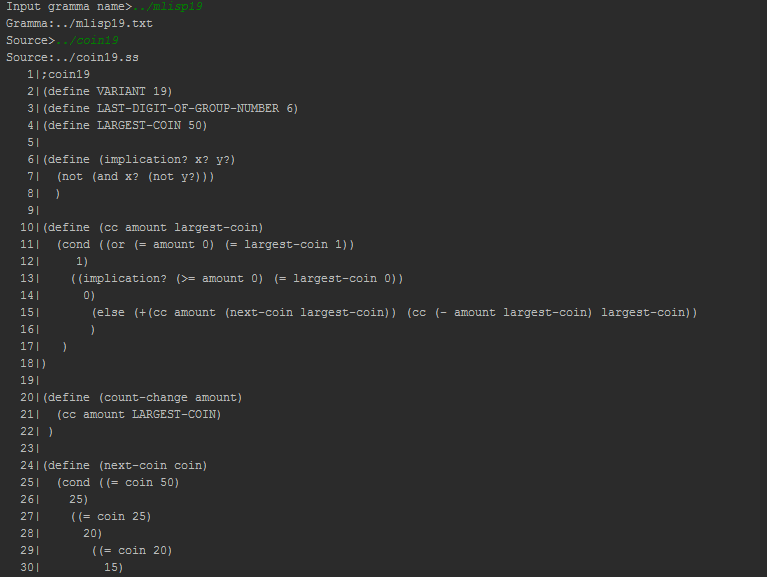 Input gramma name>../mlisp19
Gramma:../mlisp19.txt
Source>../coin19
Source:../coin19.ss
   1|;coin19
   2|(define VARIANT 19)
   3|(define LAST-DIGIT-OF-GROUP-NUMBER 6)
   4|(define LARGEST-COIN 50)
   5|
   6|(define (implication? x? y?)
   7|  (not (and x? (not y?)))
   8|  )
   9|
  10|(define (cc amount largest-coin)
  11|  (cond ((or (= amount 0) (= largest-coin 1))
  12|     1)
  13|    ((implication? (>= amount 0) (= largest-coin 0))
  14|      0)
  15|       (else (+(cc amount (next-coin largest-coin)) (cc (- amount largest-coin) largest-coin))
  16|       )
  17|   )
  18|)
  19|
  20|(define (count-change amount)
  21|  (cc amount LARGEST-COIN)
  22| )
  23|
  24|(define (next-coin coin)
  25|  (cond ((= coin 50)
  26|    25)
  27|    ((= coin 25)
  28|      20)
  29|       ((= coin 20)
  30|         15)